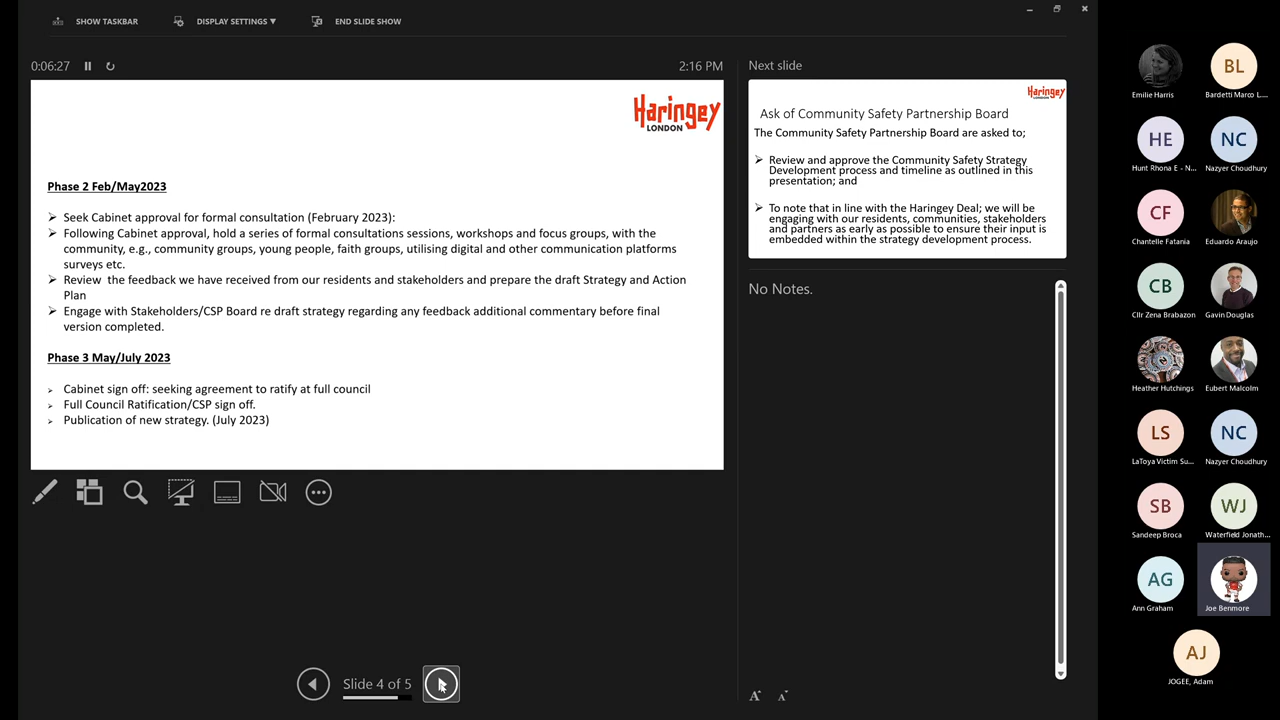 SHOW TASKBAR
DISPLAY SETTINGS ▼
END SLIDE SHOW
0:06:27
2:16 PM
Haringey
LONDON
Phase 2 Feb/May2023
➢ Seek Cabinet approval for formal consultation (February 2023):
➢ Following Cabinet approval, hold a series of formal consultations sessions, workshops and focus groups, with the
community, e.g., community groups, young people, faith groups, utilising digital and other communication platforms
surveys etc.
➢ Review the feedback we have received from our residents and stakeholders and prepare the draft Strategy and Action
Plan
➢ Engage with Stakeholders/CSP Board re draft strategy regarding any feedback additional commentary before final
version completed.
Phase 3 May/July 2023
➢ Cabinet sign off: seeking agreement to ratify at full council
➢ Full Council Ratification/CSP sign off.
➢ Publication of new strategy. (July 2023)
Slide 4 of 5
Next slide
Haringey
LONDON
Ask of Community Safety Partnership Board
The Community Safety Partnership Board are asked to;
➢ Review and approve the Community Safety Strategy
Development process and timeline as outlined in this
presentation; and
➢ To note that in line with the Haringey Deal; we will be
engaging with our residents, communities, stakeholders
and partners as early as possible to ensure their input is
embedded within the strategy development process.
No Notes.
A A
Emilie Harris
BL
Bardetti Marco L...
HE
Hunt Rhona E - N...
NC
Nazyer Choudhury
CF
Chantelle Fatania
Eduardo Araujo
CB
Cllr Zena Brabazon
Gavin Douglas
Heather Hutchings
Eubert Malcolm
LS
LaToya Victim Su...
NC
Nazyer Choudhury
SB
Sandeep Broca
WJ
Waterfield Jonath...
AG
Ann Graham
Joe Benmore
AJ
JOGEE, Adam